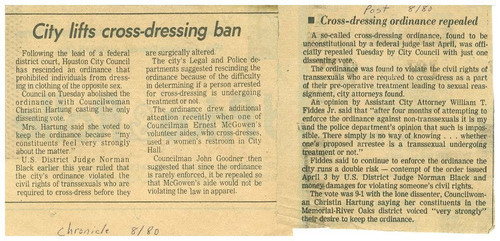 City lifts cross-dressing ban
Following the lead of a federal
district court, Houston City Council
has rescinded an ordinance that
prohibited individuals from dress-
ing in clothing of the opposite sex.
Council on Tuesday abolished the
ordinance with Councilwoman
Christin Hartung casting the only
dissenting vote.
Mrs. Hartung said she voted to
keep the ordinance because "my
constituents feel very strongly
about the matter."
U.S. District Judge Norman
Black earlier this year ruled that
the city's ordinance violated the
civil rights of transsexuals who are
required to cross-dress before they
are surgically altered.
The city's Legal and Police de-
partments suggested rescinding the
ordinance because of the difficulty
in determining if a person arrested
for cross-dressing is undergoing
treatment or not.
The ordinance drew additional
attention recently when one of
Councilman Ernest McGowen's
volunteer aides, who cross-dresses,
used a women's restroom in City
Hall.
Councilman John Goodner then
suggested that since the ordinance
is rarely enforced, it be repealed so
that McGowen's aide would not be
violating the law in apparel.
Chronicle 8/80
Post 8/80
■ Cross-dressing ordinance repealed
A so-called cross-dressing ordinance, found to be
unconstitutional by a federal judge last April, was offi-
cially repealed Tuesday by City Council with just one
dissenting vote.
The ordinance was found to violate the civil rights of
transsexuals who are required to cross-dress as a part
of their pre-operative treatment leading to sexual reas-
signment, city attorneys found.
An opinion by Assistant City Attorney William T.
Fiddes Jr. said that "after four months of attempting to
enforce the ordinance against non-transsexuals it is my
and the police department's opinion that such is impos-
sible. There simply is no way of knowing . . . whether
one's proposed arrestee is a transsexual undergoing
treatment or not."
Fiddes said to continue to enforce the ordinance the
city runs a double risk — contempt of the order issued
April 3 by U.S. District Judge Norman Black and
money damages for violating someone's civil rights.
The vote was 9-1 with the lone dissenter, Councilwom-
an Christin Hartung saying her constituents in the
Memorial-River Oaks district voiced "very strongly"
their desire to keep the ordinance.